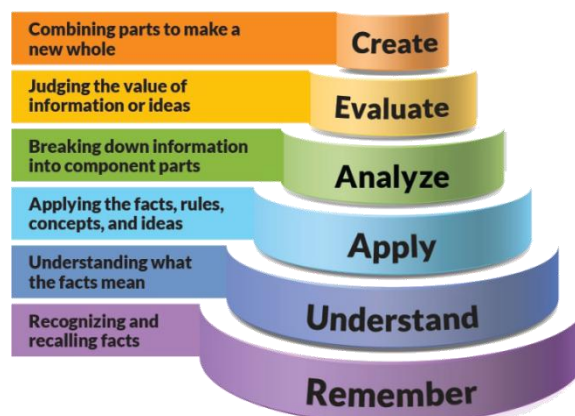 Combining parts to make a
new whole
Create
Judging the value of
information or ideas
Evaluate
Breaking down information
into component parts
Analyze
Applying the facts, rules,
concepts, and ideas
Apply
Understanding what
the facts mean
Understand
Recognizing and
recalling facts
Remember